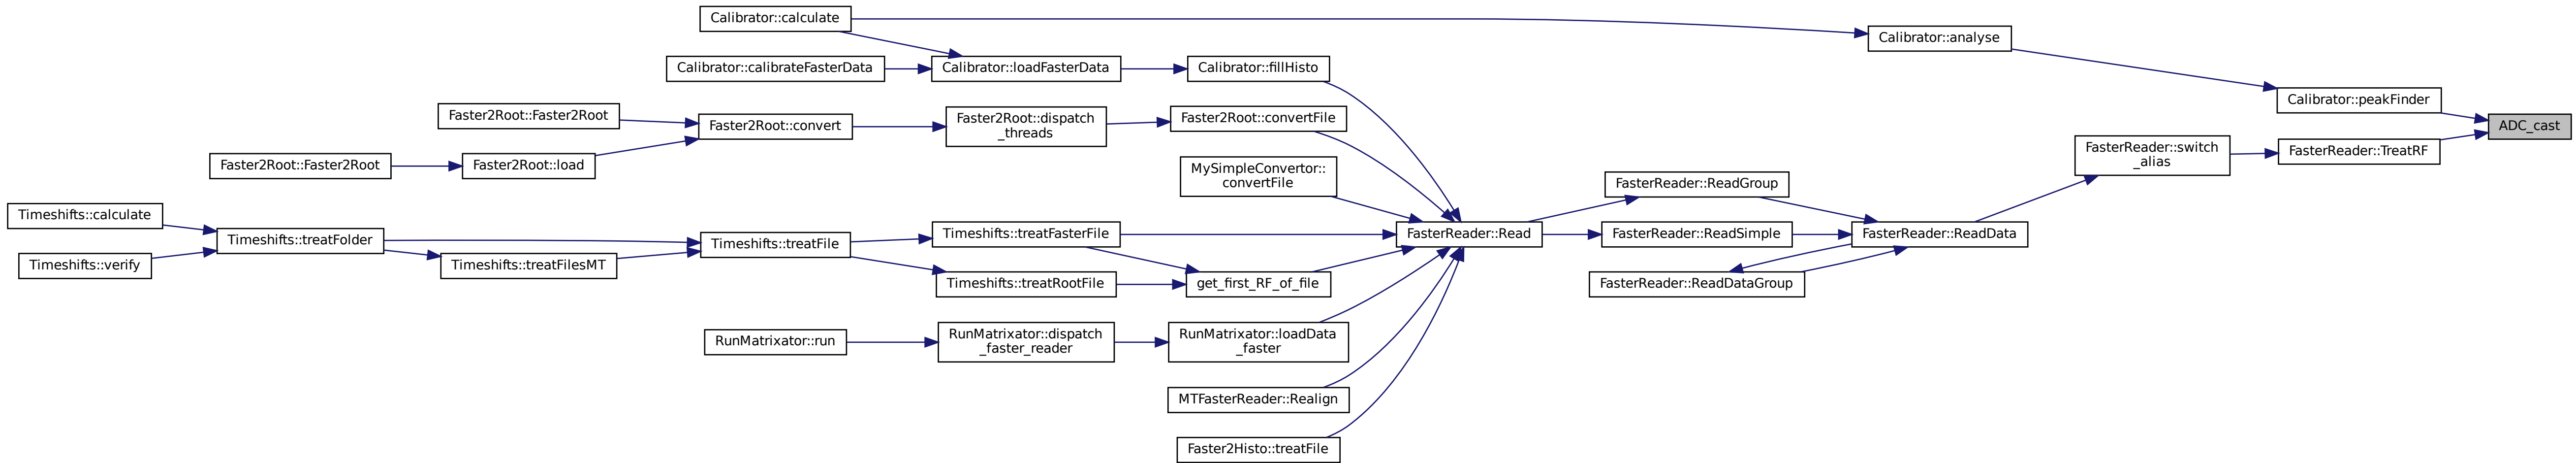 Calibrator::calculate
Calibrator::analyse
Calibrator::calibrateFasterData
Calibrator::loadFasterData
Calibrator::fillHisto
Calibrator::peakFinder
Faster2Root::Faster2Root
Faster2Root::convert
Faster2Root::dispatch
_threads
Faster2Root::convertFile
ADC_cast
Faster2Root::Faster2Root
Faster2Root::load
MySimpleConvertor::
convertFile
FasterReader::switch
_alias
FasterReader::TreatRF
FasterReader::ReadGroup
Timeshifts::calculate
Timeshifts::treatFolder
Timeshifts::treatFile
Timeshifts::treatFasterFile
FasterReader::Read
FasterReader::ReadSimple
FasterReader::ReadData
Timeshifts::verify
Timeshifts::treatFilesMT
Timeshifts::treatRootFile
get_first_RF_of_file
FasterReader::ReadDataGroup
RunMatrixator::run
RunMatrixator::dispatch
_faster_reader
RunMatrixator::loadData
_faster
MTFasterReader::Realign
Faster2Histo::treatFile